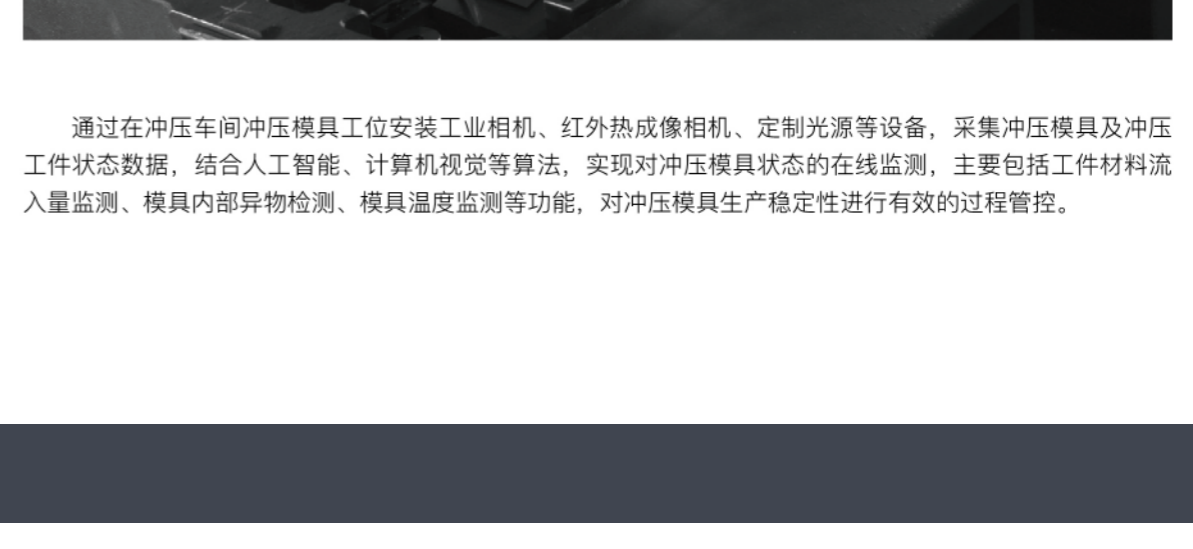 通过在冲压车间冲压模具工位安装工业相机、红外热成像相机、定制光源等设备，采集冲压模具及冲压
工件状态数据，结合人工智能、计算机视觉等算法，实现对冲压模具状态的在线监测，主要包括工件材料流
入量监测、模具内部异物检测、模具温度监测等功能，对冲压模具生产稳定性进行有效的过程管控。